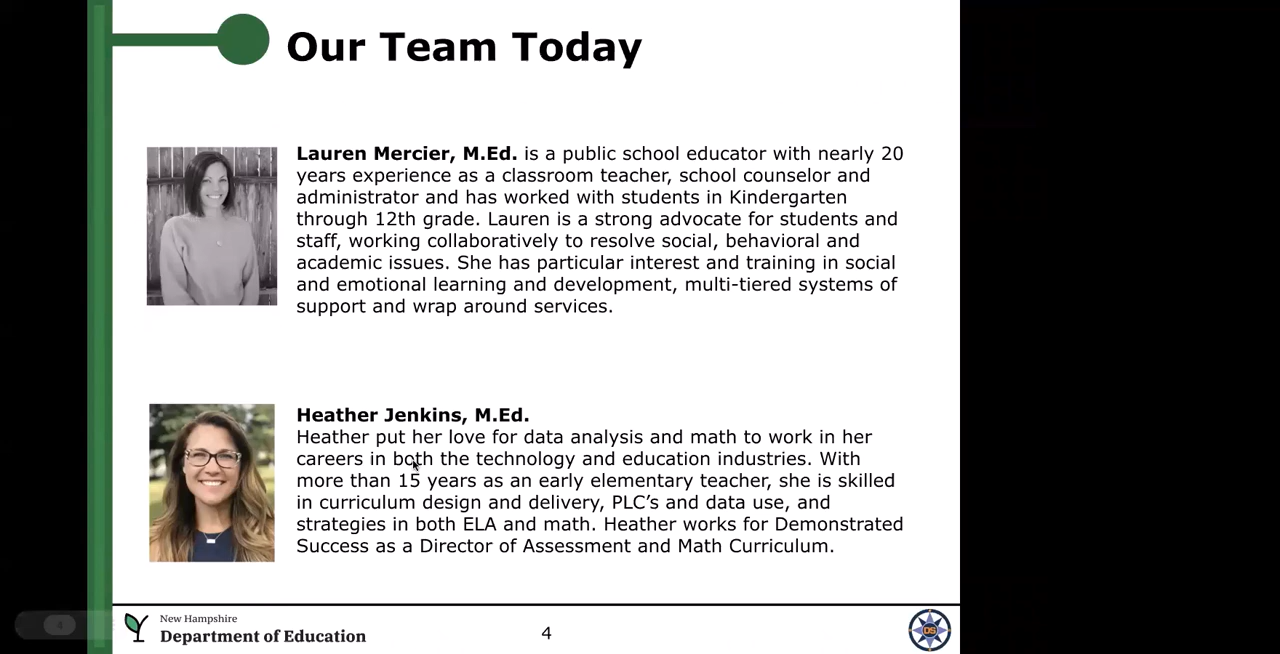 Our Team Today
Lauren Mercier, M.Ed. is a public school educator with nearly 20
years experience as a classroom teacher, school counselor and
administrator and has worked with students in Kindergarten
through 12th grade. Lauren is a strong advocate for students and
staff, working collaboratively to resolve social, behavioral and
academic issues. She has particular interest and training in social
and emotional learning and development, multi-tiered systems of
support and wrap around services.
Heather Jenkins, M.Ed.
Heather put her love for data analysis and math to work in her
careers in both the technology and education industries. With
more than 15 years as an early elementary teacher, she is skilled
in curriculum design and delivery, PLC’s and data use, and
strategies in both ELA and math. Heather works for Demonstrated
Success as a Director of Assessment and Math Curriculum.
4
New Hampshire
Department of Education
4
DS